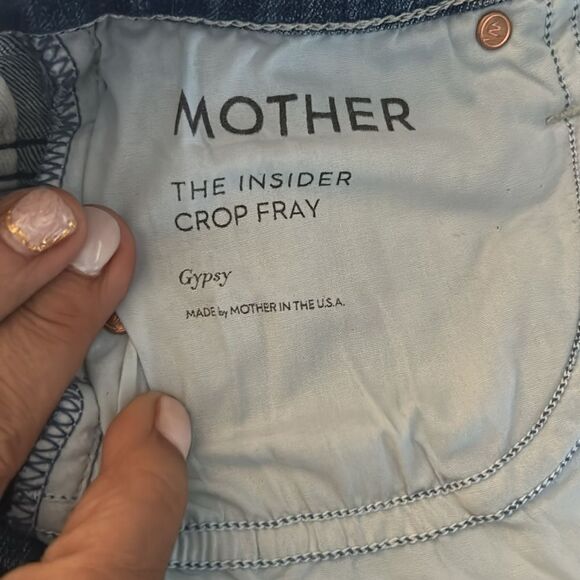 MOTHER
THE INSIDER
CROP FRAY
Gypsy
MADE by MOTHER IN THE U.S.A.